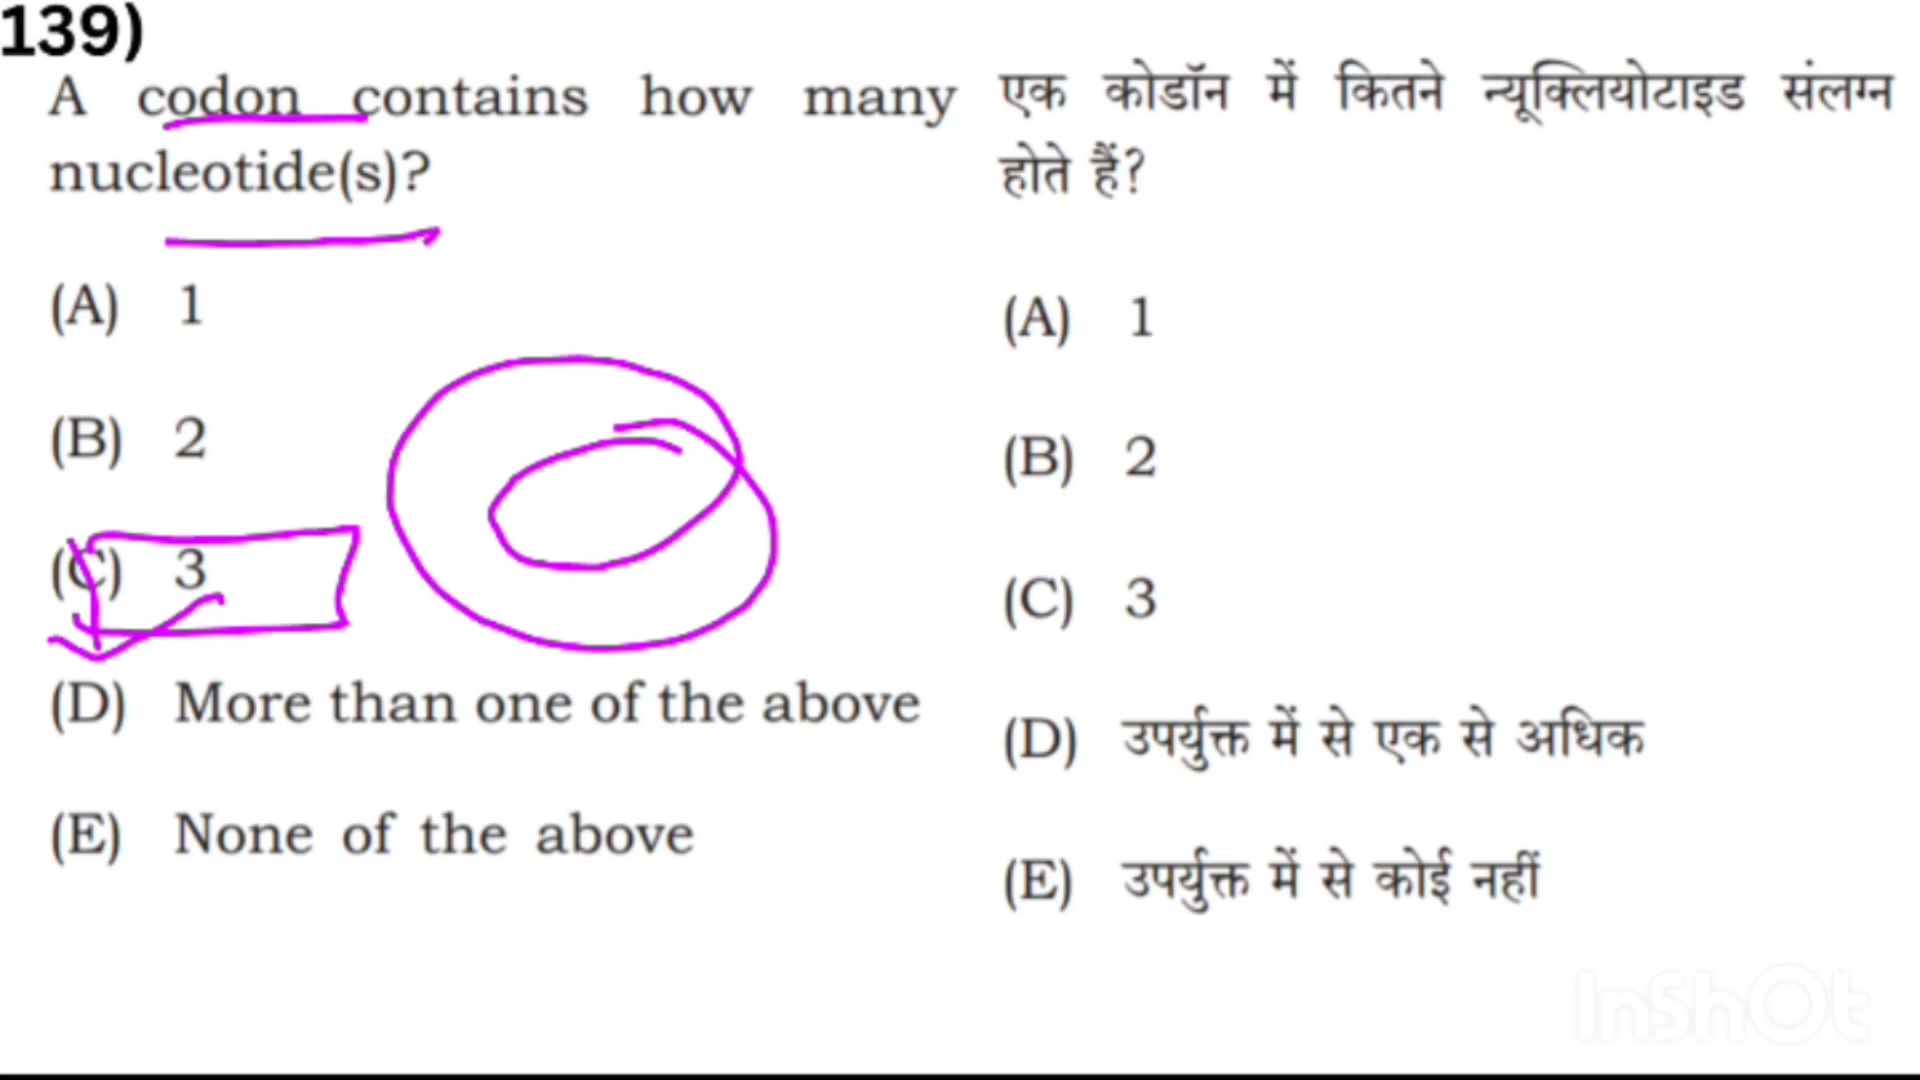 139)
A codon contains how many
nucleotide(s)?
(A) 1
(B) 2
(C) 3
(D) More than one of the above
(E) None of the above
एक कोडॉन में कितने न्यूक्लियोटाइड संलग्न
होते हैं?
(A) 1
(B) 2
(C) 3
(D) उपर्युक्त में से एक से अधिक
(E) उपर्युक्त में से कोई नहीं
InShOt